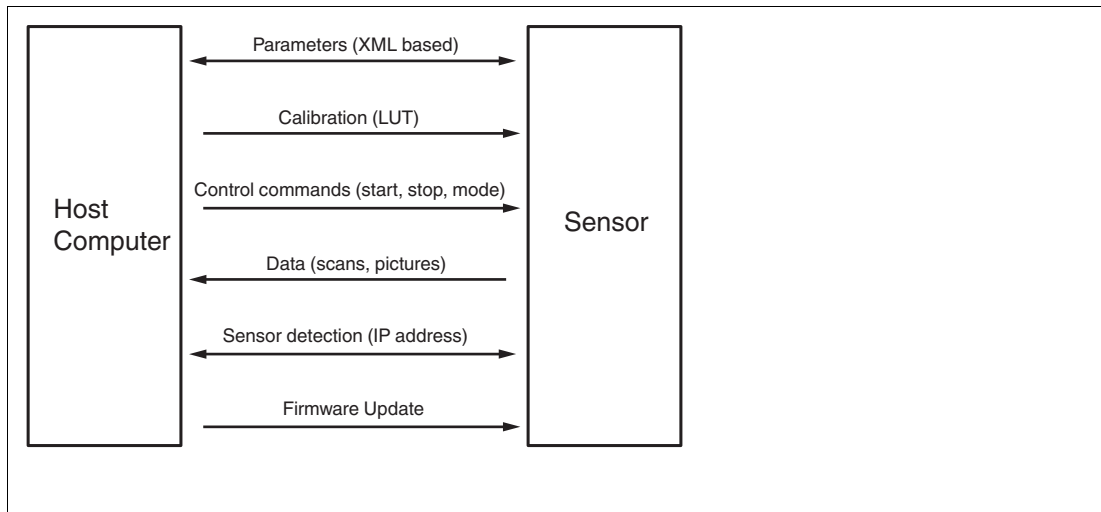 Parameters (XML based)
Calibration (LUT)
Control commands (start, stop, mode)
Host
Computer
Sensor
Data (scans, pictures)
Sensor detection (IP address)
Firmware Update